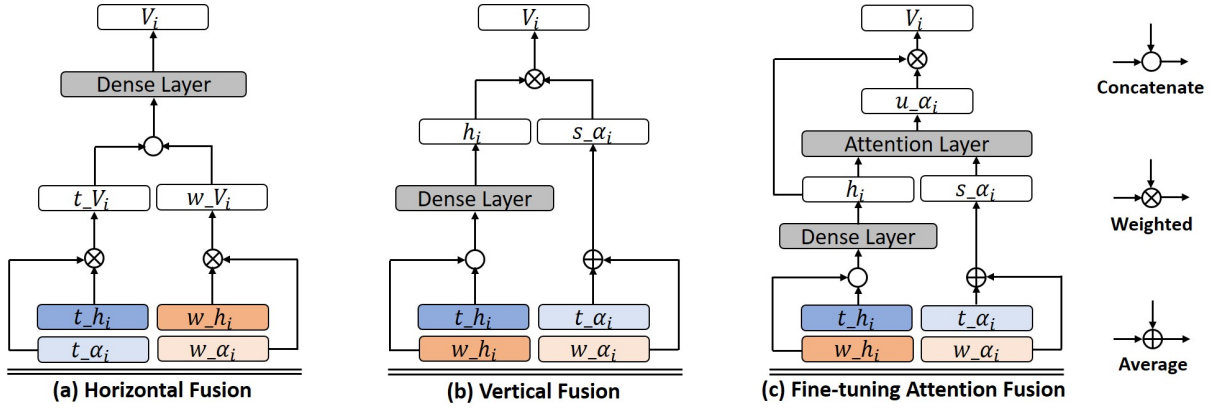 V_i
Dense Layer
t_V_i
w_V_i
t_h_i
w_h_i
t_α_i
w_α_i
(a) Horizontal Fusion
V_i
h_i
s_α_i
Dense Layer
t_h_i
t_α_i
w_h_i
w_α_i
(b) Vertical Fusion
V_i
u_α_i
Attention Layer
h_i
s_α_i
Dense Layer
t_h_i
t_α_i
w_h_i
w_α_i
(c) Fine-tuning Attention Fusion
Concatenate
Weighted
Average